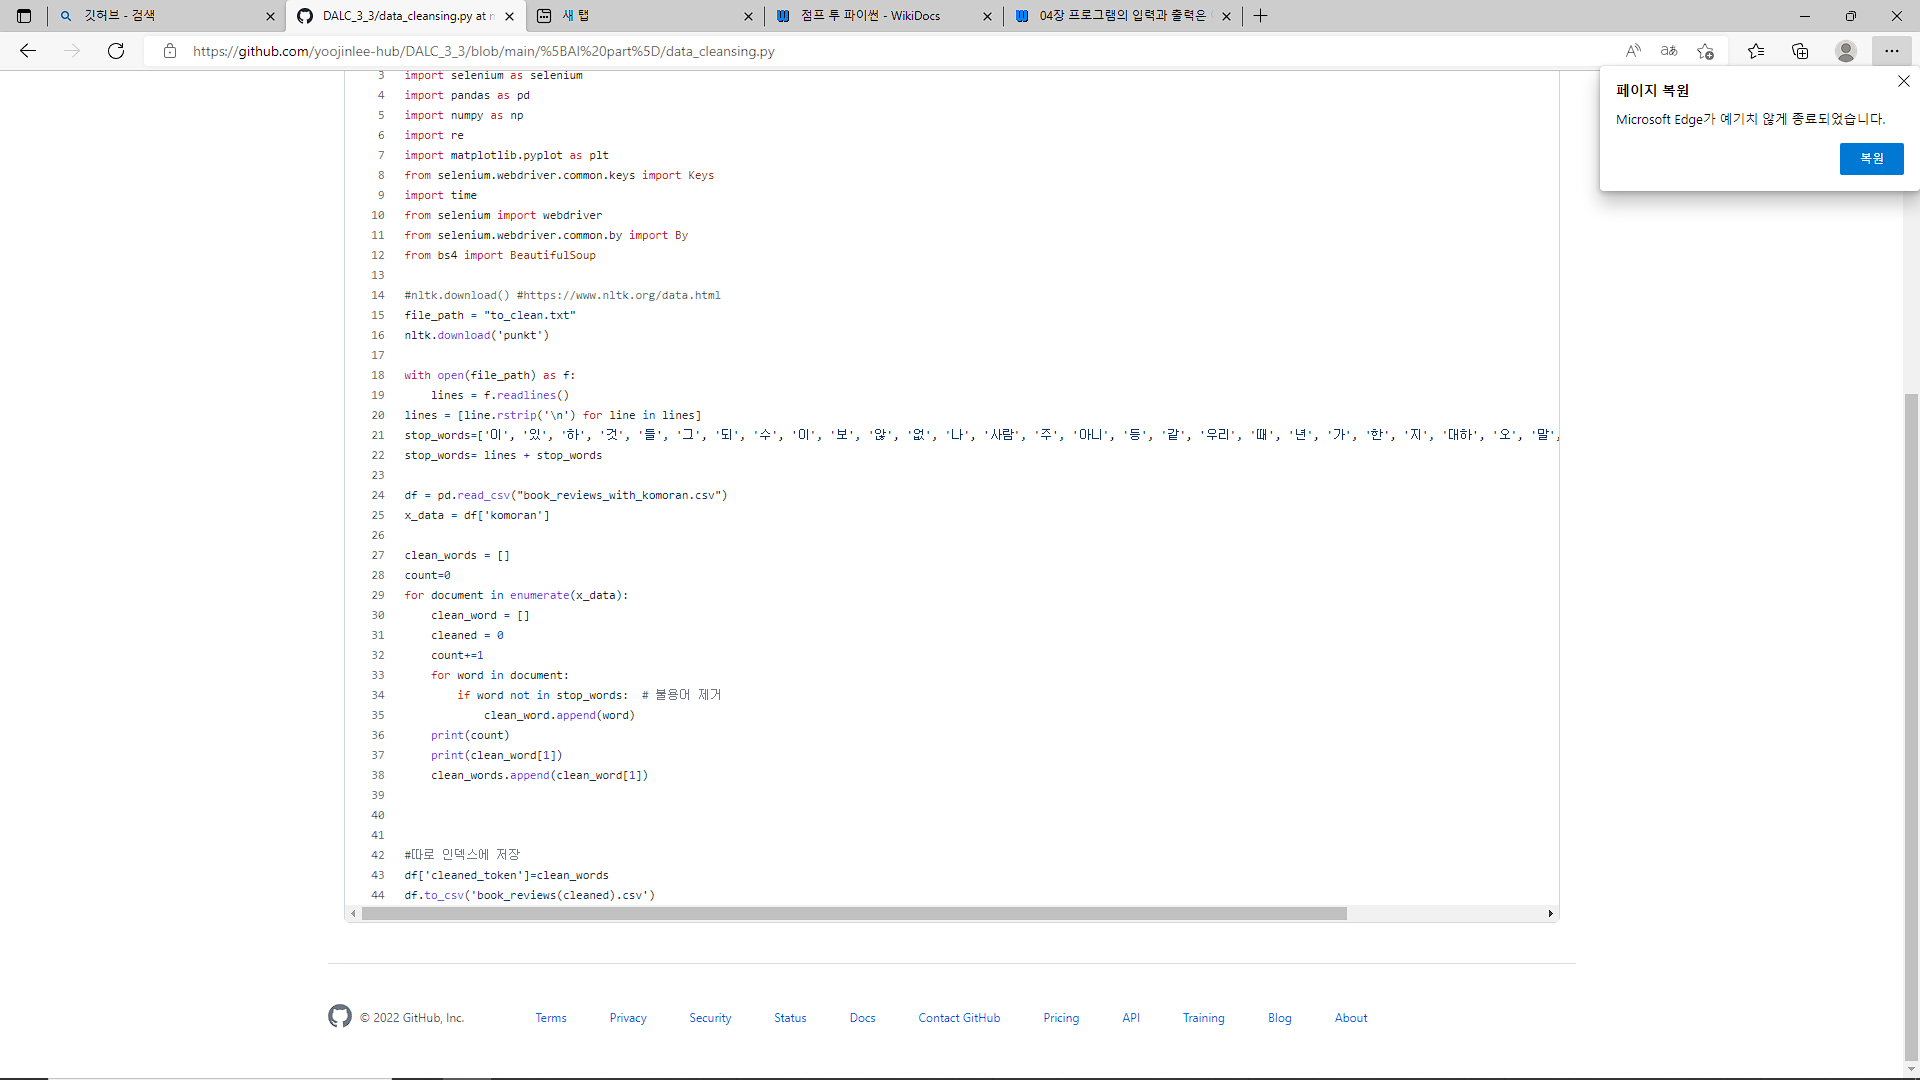 깃허브 - 검색
DALC_3_3/data_cleansing.py at
새 탭
점프 투 파이썬 - WikiDocs
04장 프로그램의 입력과 출력은
https://github.com/yoojinlee-hub/DALC_3_3/blob/main/%5BAI%20part%5D/data_cleansing.py
페이지 복원
Microsoft Edge가 예기치 않게 종료되었습니다.
복원
3 import selenium as selenium
4 import pandas as pd
5 import numpy as np
6 import re
7 import matplotlib.pyplot as plt
8 from selenium.webdriver.common.keys import Keys
9 import time
10 from selenium import webdriver
11 from selenium.webdriver.common.by import By
12 from bs4 import BeautifulSoup
13
14 #nltk.download() #https://www.nltk.org/data.html
15 file_path = "to_clean.txt"
16 nltk.download('punkt')
17
18 with open(file_path) as f:
19     lines = f.readlines()
20 lines = [line.rstrip('\n') for line in lines]
21 stop_words=['이', '있', '하', '것', '들', '그', '되', '수', '이', '보', '않', '없', '나', '사람', '주', '아니', '등', '같', '우리', '때', '년', '가', '한', '지', '대하', '오', '말',
22 stop_words= lines + stop_words
23
24 df = pd.read_csv("book_reviews_with_komoran.csv")
25 x_data = df['komoran']
26
27 clean_words = []
28 count=0
29 for document in enumerate(x_data):
30     clean_word = []
31     cleaned = 0
32     count+=1
33     for word in document:
34         if word not in stop_words:  # 불용어 제거
35             clean_word.append(word)
36     print(count)
37     print(clean_word[1])
38     clean_words.append(clean_word[1])
39
40
41
42 #따로 인덱스에 저장
43 df['cleaned_token']=clean_words
44 df.to_csv('book_reviews(cleaned).csv')
© 2022 GitHub, Inc.
Terms
Privacy
Security
Status
Docs
Contact GitHub
Pricing
API
Training
Blog
About